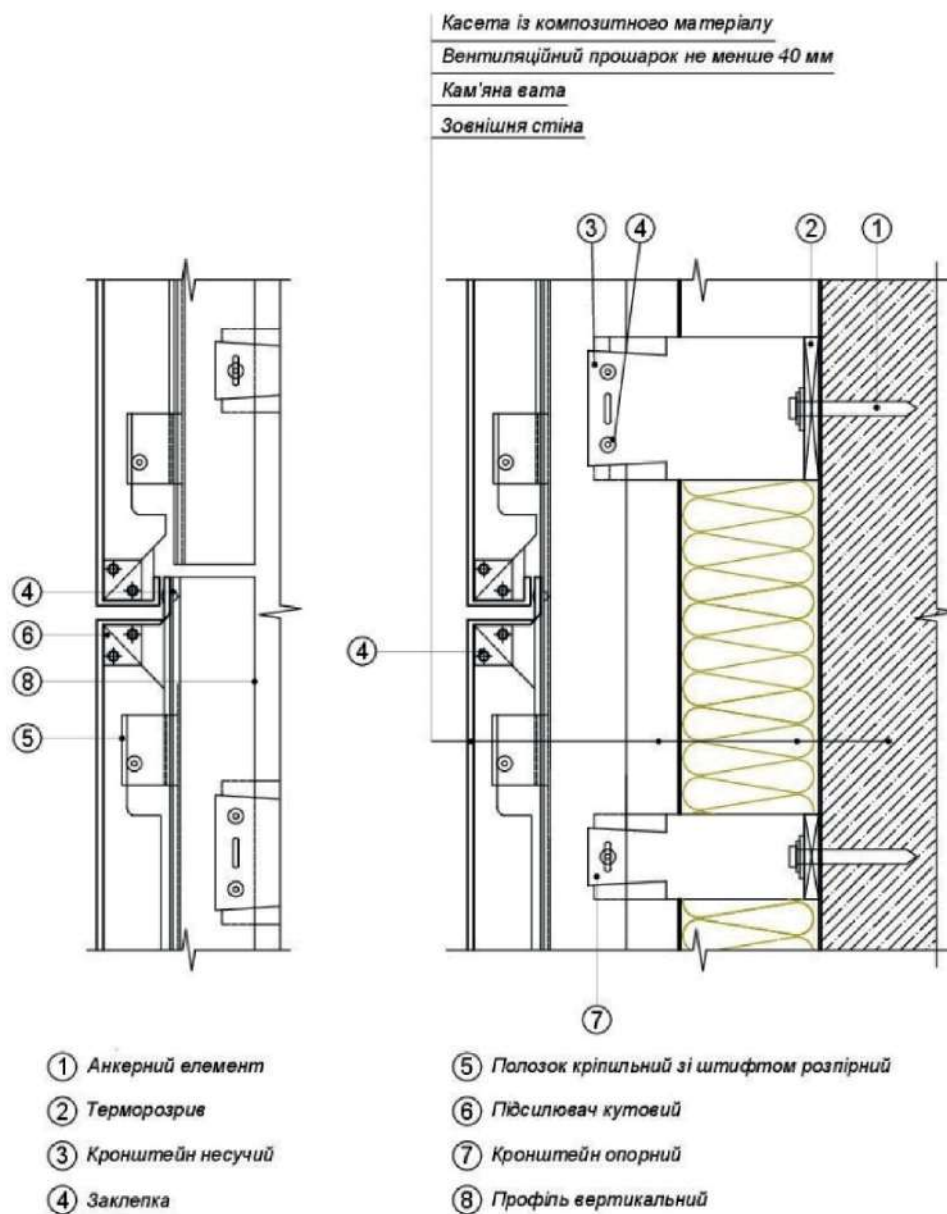 Касета із композитного матеріалу
Вентиляційний прошарок не менше 40 мм
Кам'яна вата
Зовнішня стіна
3 4 2 1
4
6
4
8
5
7
1 Анкерний елемент
2 Терморозрив
3 Кронштейн несучий
4 Заклепка
5 Полозок кріпильний зі штифтом розпірний
6 Підсилювач кутовий
7 Кронштейн опорний
8 Профіль вертикальний